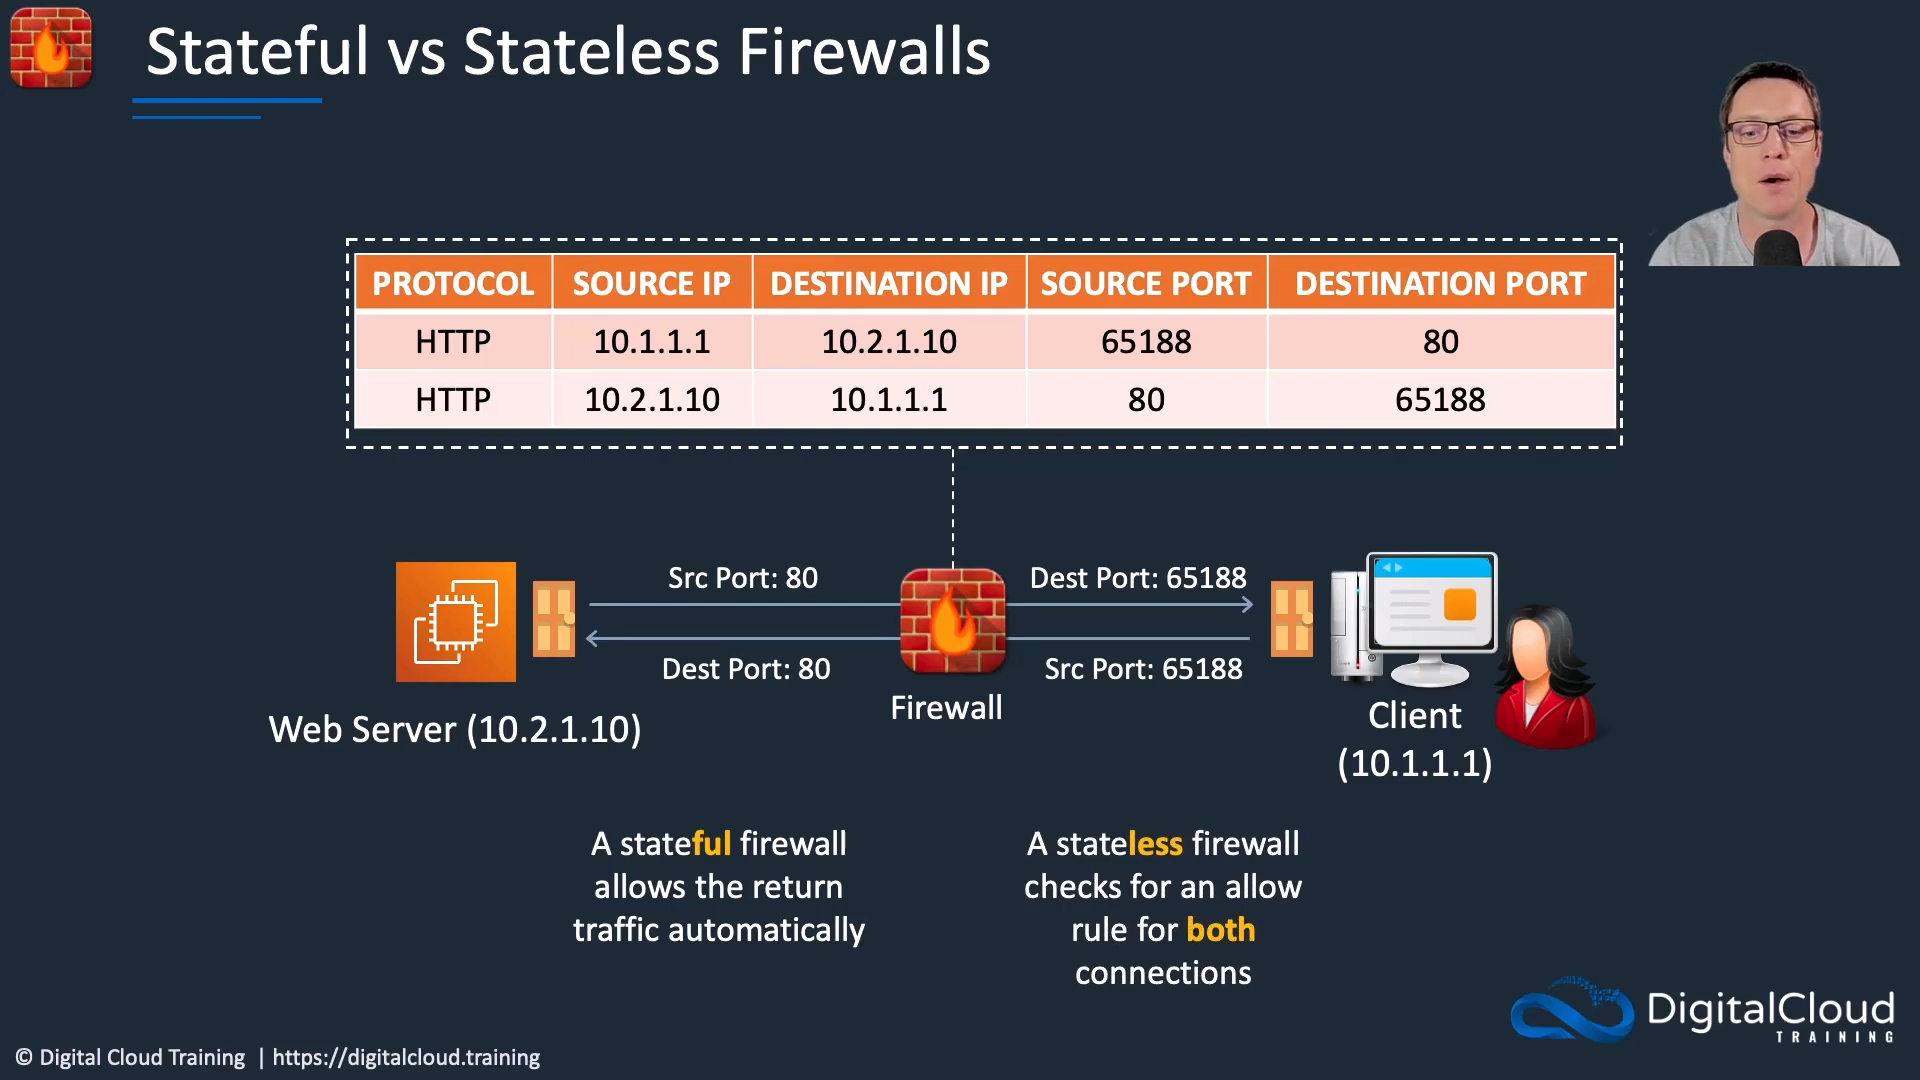 Stateful vs Stateless Firewalls
PROTOCOL SOURCE IP DESTINATION IP SOURCE PORT DESTINATION PORT
HTTP 10.1.1.1 10.2.1.10 65188 80
HTTP 10.2.1.10 10.1.1.1 80 65188
Src Port: 80
Dest Port: 65188
Dest Port: 80
Src Port: 65188
Firewall
Web Server (10.2.1.10)
Client
(10.1.1.1)
A stateful firewall
allows the return
traffic automatically
A stateless firewall
checks for an allow
rule for both
connections
DigitalCloud
TRAINING
© Digital Cloud Training | https://digitalcloud.training